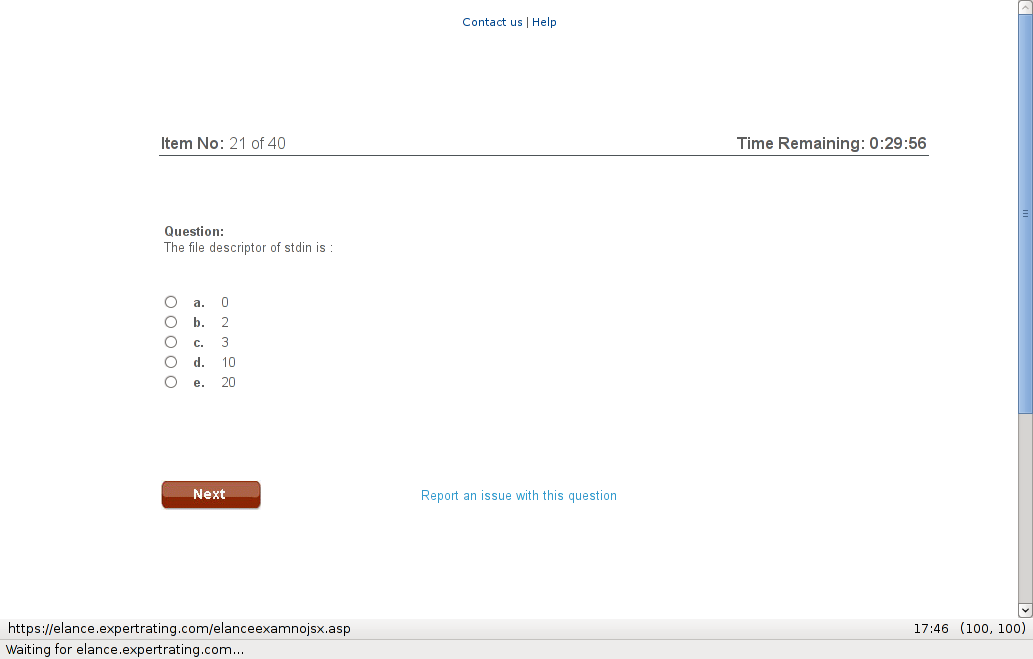 Contact us | Help
Item No: 21 of 40 Time Remaining: 0:29:56
Question:
The file descriptor of stdin is :
a. 0
b. 2
c. 3
d. 10
e. 20
Next Report an issue with this question
https://elance.expertrating.com/elanceexamnojsx.asp 17:46 (100, 100)
Waiting for elance.expertrating.com...